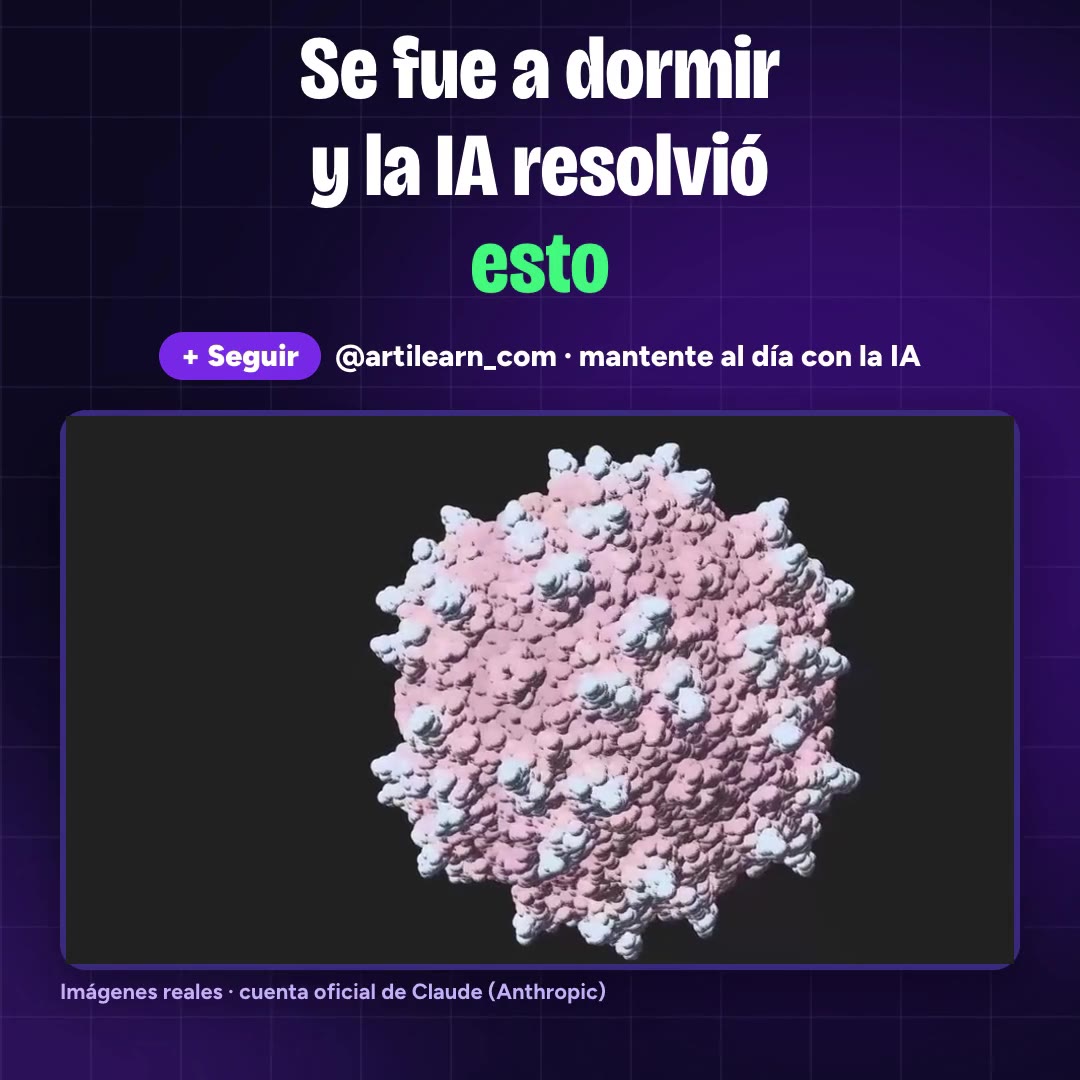 Se fue a dormir
y la IA resolvió
esto
+ Seguir @artilearn_com · mantente al día con la IA
Imágenes reales · cuenta oficial de Claude (Anthropic)